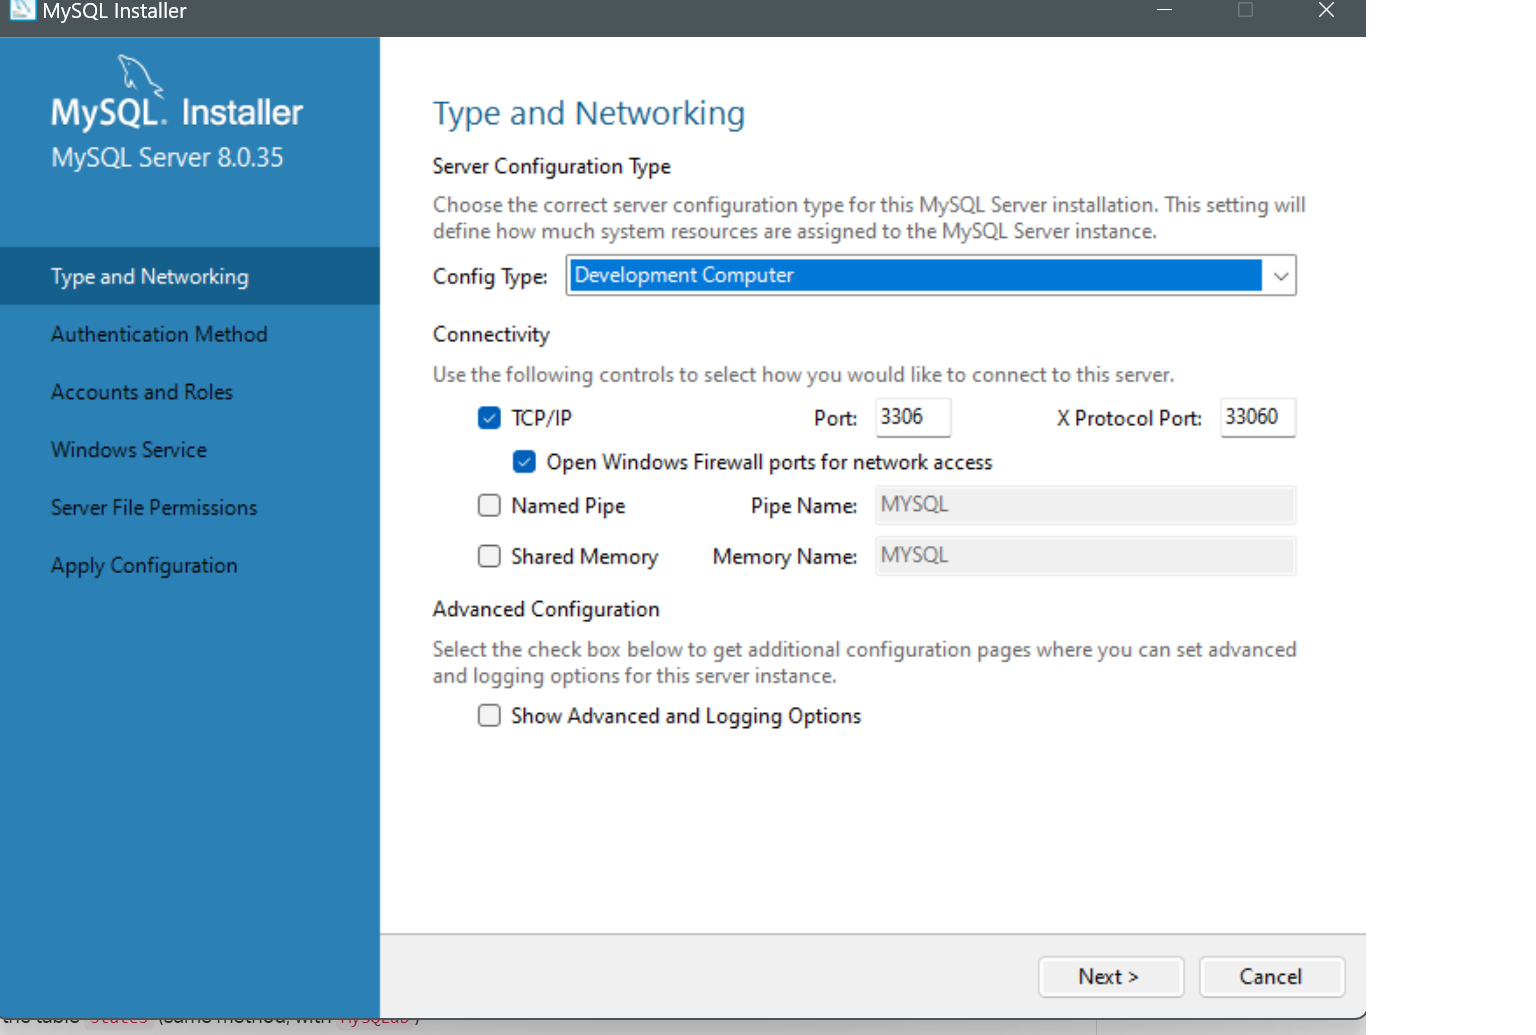 MySQL Installer
MySQL. Installer
MySQL Server 8.0.35
Type and Networking
Authentication Method
Accounts and Roles
Windows Service
Server File Permissions
Apply Configuration
Type and Networking
Server Configuration Type
Choose the correct server configuration type for this MySQL Server installation. This setting will
define how much system resources are assigned to the MySQL Server instance.
Config Type: Development Computer
Connectivity
Use the following controls to select how you would like to connect to this server.
TCP/IP Port: 3306 X Protocol Port: 33060
Open Windows Firewall ports for network access
Named Pipe Pipe Name: MYSQL
Shared Memory Memory Name: MYSQL
Advanced Configuration
Select the check box below to get additional configuration pages where you can set advanced
and logging options for this server instance.
Show Advanced and Logging Options
Next > Cancel